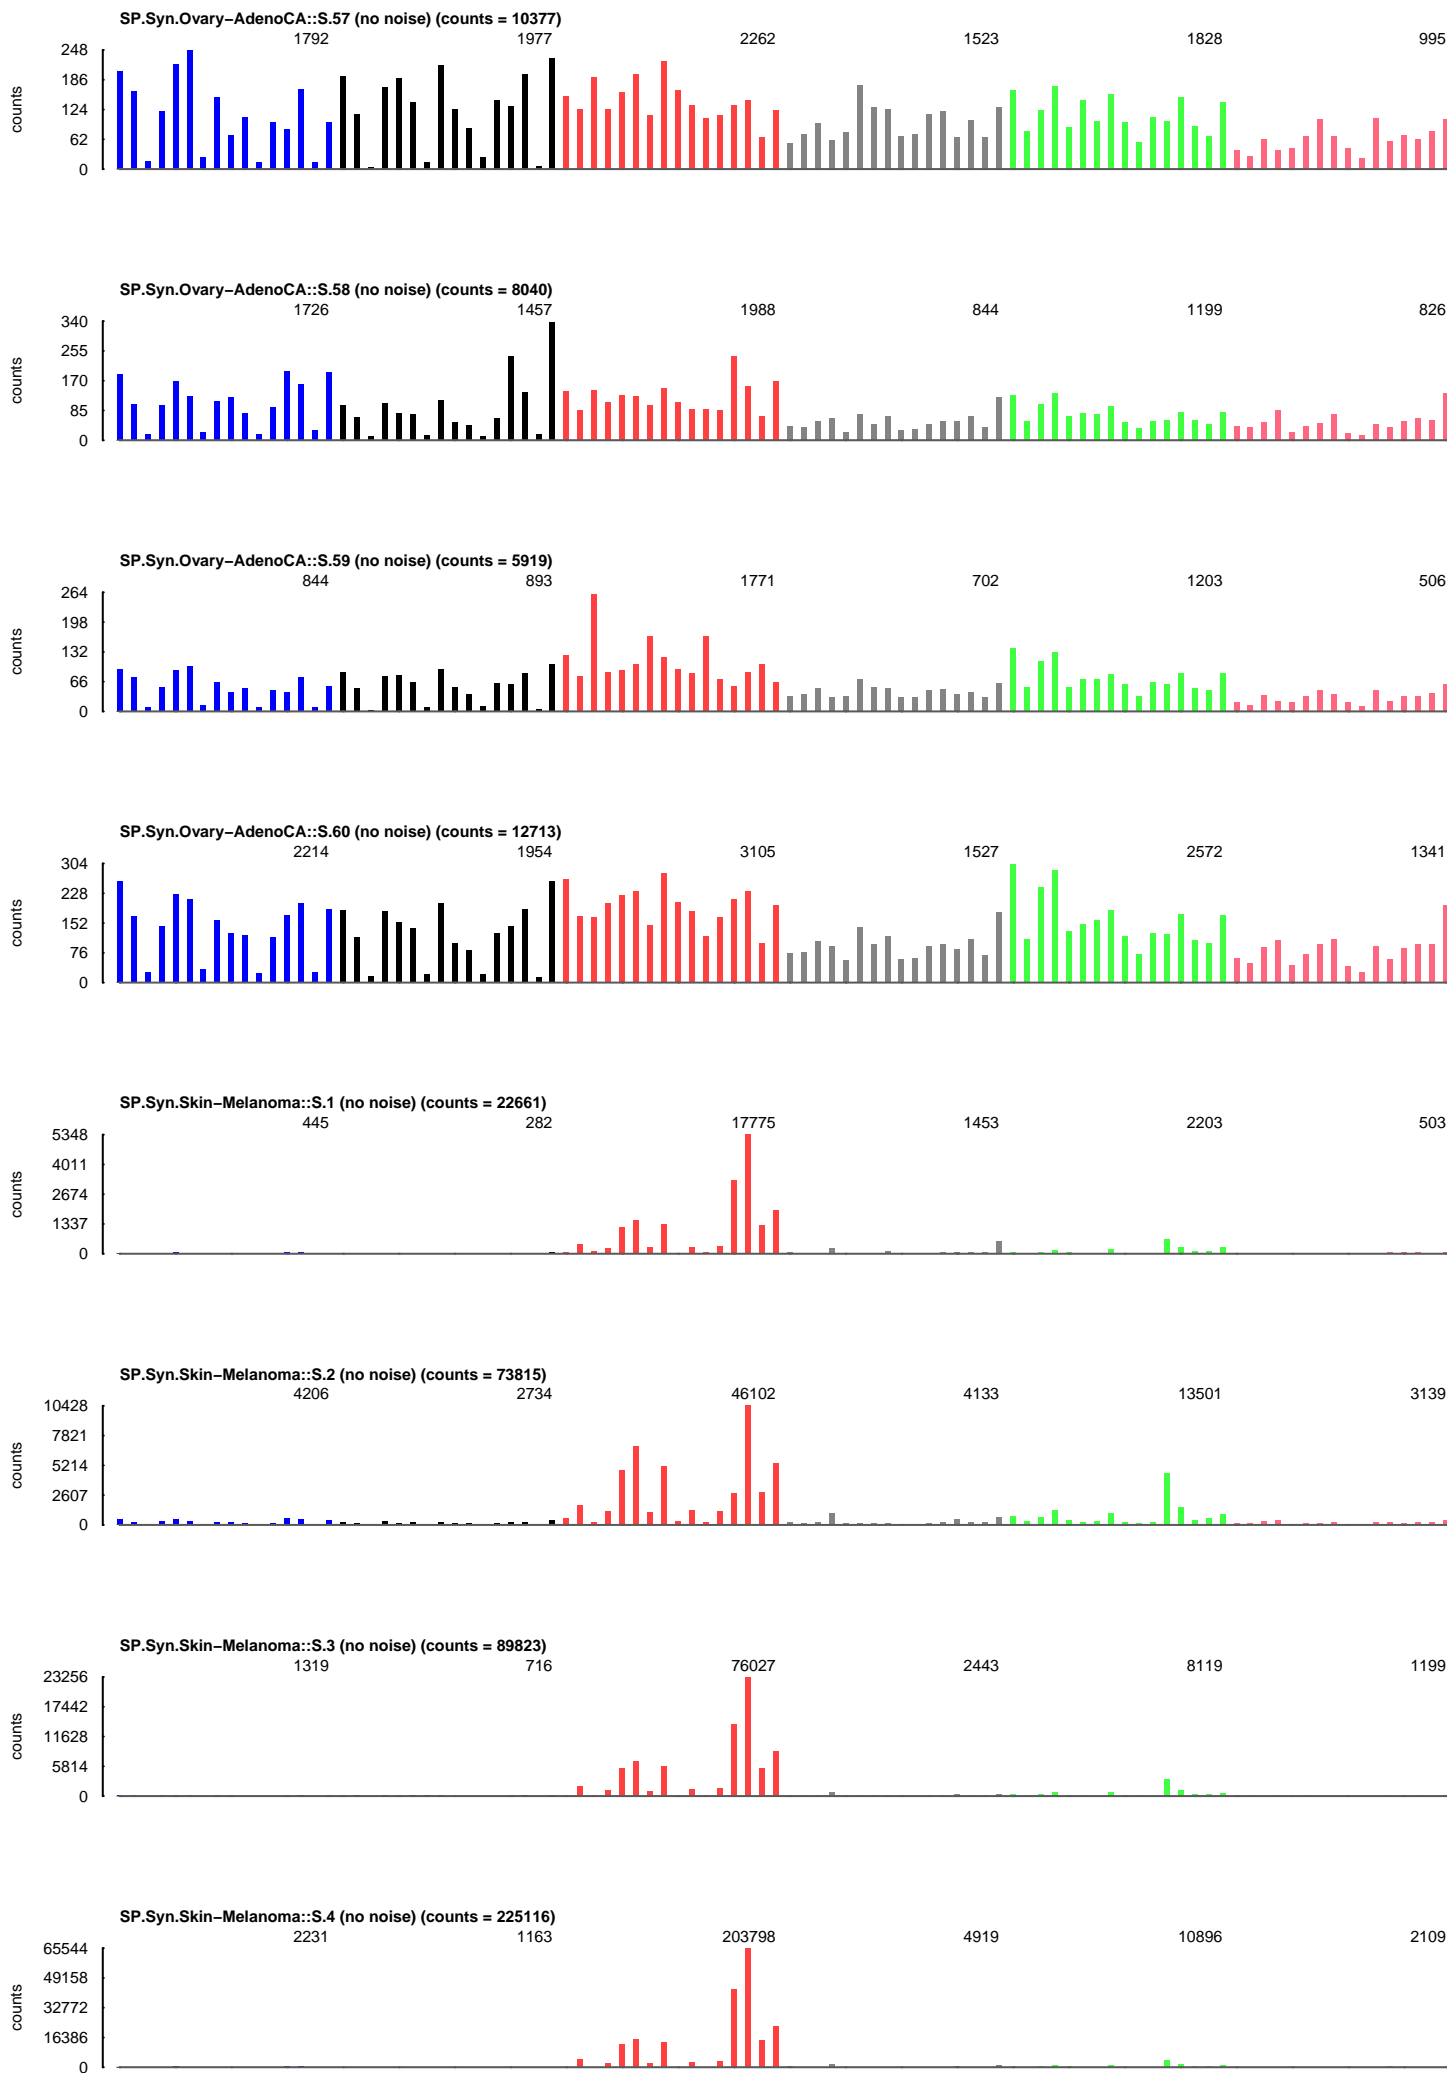 SP.Syn.Ovary−AdenoCA::S.57 (no noise) (counts = 10377)
1792 1977 2262 1523 1828 995
248
186
124
62
0
counts
SP.Syn.Ovary−AdenoCA::S.58 (no noise) (counts = 8040)
1726 1457 1988 844 1199 826
340
255
170
85
0
counts
SP.Syn.Ovary−AdenoCA::S.59 (no noise) (counts = 5919)
844 893 1771 702 1203 506
264
198
132
66
0
counts
SP.Syn.Ovary−AdenoCA::S.60 (no noise) (counts = 12713)
2214 1954 3105 1527 2572 1341
304
228
152
76
0
counts
SP.Syn.Skin−Melanoma::S.1 (no noise) (counts = 22661)
445 282 17775 1453 2203 503
5348
4011
2674
1337
0
counts
SP.Syn.Skin−Melanoma::S.2 (no noise) (counts = 73815)
4206 2734 46102 4133 13501 3139
10428
7821
5214
2607
0
counts
SP.Syn.Skin−Melanoma::S.3 (no noise) (counts = 89823)
1319 716 76027 2443 8119 1199
23256
17442
11628
5814
0
counts
SP.Syn.Skin−Melanoma::S.4 (no noise) (counts = 225116)
2231 1163 203798 4919 10896 2109
65544
49158
32772
16386
0
counts